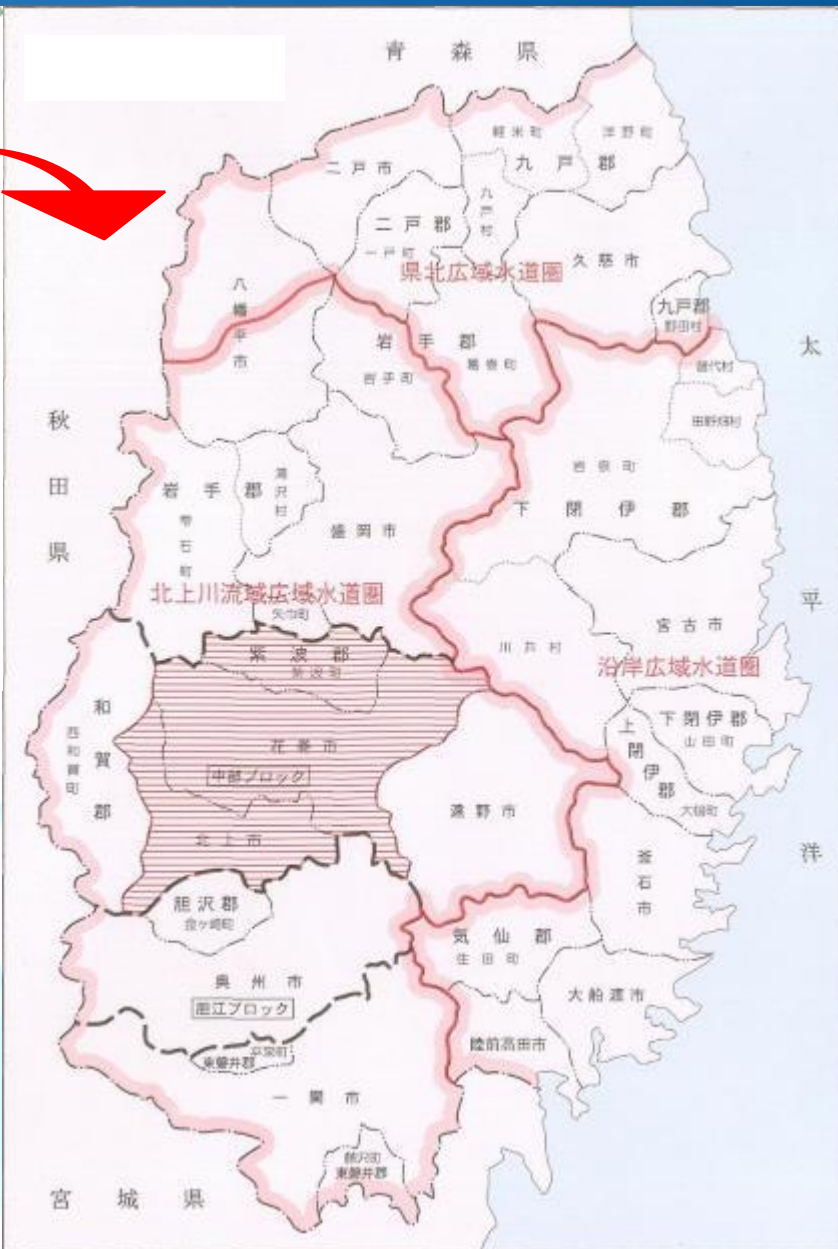 青森県
軽米町
洋野町
二戸市
九戸郡
九戸村
二戸郡
一戸町
久慈市
県北広域水道圏
八幡平市
九戸郡
野田村
岩手郡
太平洋
普代村
岩手町
葛巻町
田野畑村
秋田県
岩泉町
岩手郡
滝沢村
下閉伊郡
雫石町
盛岡市
北上川流域広域水道圏
矢巾町
宮古市
川井村
紫波郡
紫波町
沿岸広域水道圏
和賀郡
西和賀町
下閉伊郡
山田町
上閉伊郡
花巻市
中部ブロック
大槌町
遠野市
北上市
釜石市
胆沢郡
金ヶ崎町
気仙郡
住田町
奥州市
大船渡市
胆江ブロック
陸前高田市
平泉町
東磐井郡
一関市
藤沢町
東磐井郡
宮城県